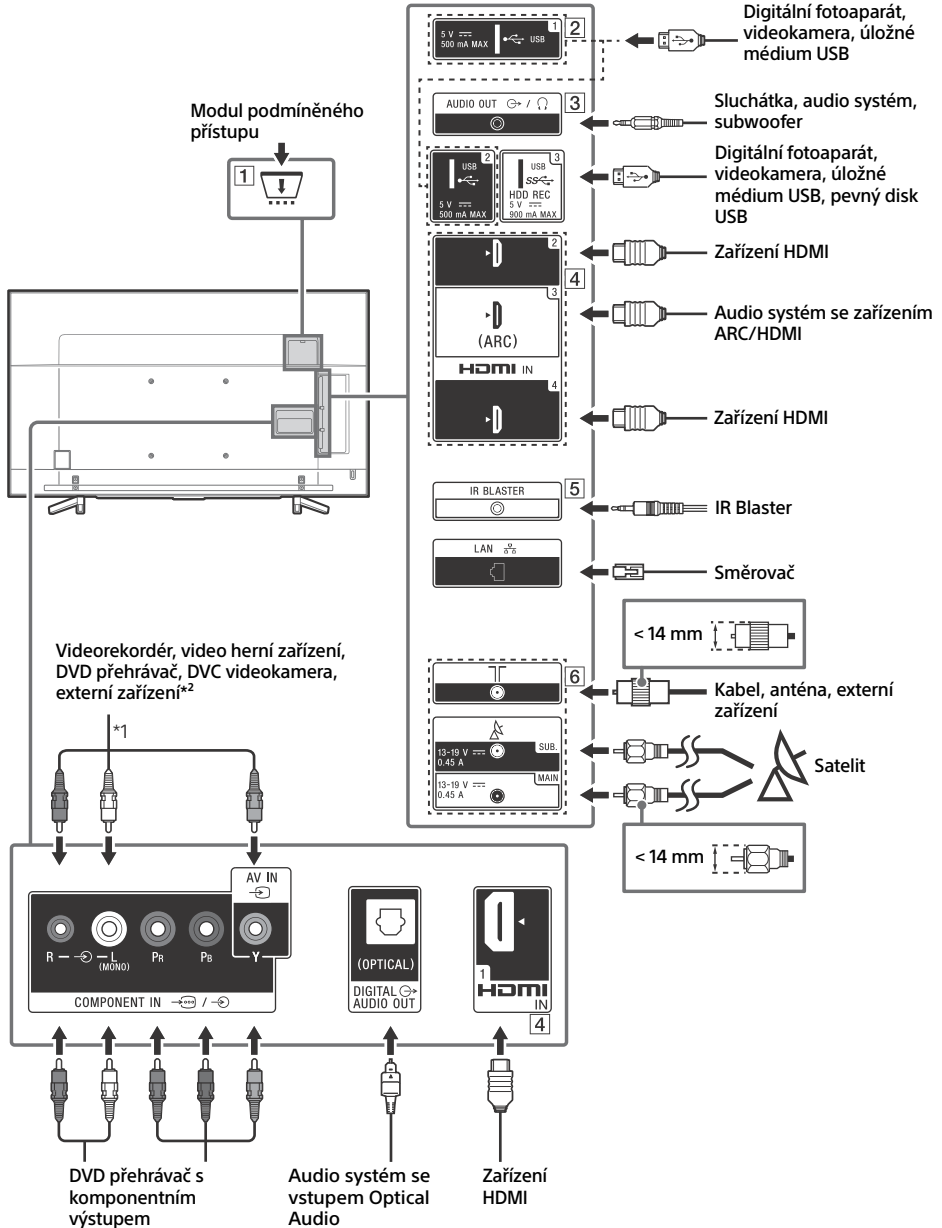 Digitální fotoaparát,
videokamera, úložné
médium USB
5 V
500 mA MAX
USB
1
2
Modul podmíněného
přístupu
1
AUDIO OUT /
3
Sluchátka, audio systém,
subwoofer
2
USB
5 V
500 mA MAX
3
USB
SS
HDD REC
5 V
900 mA MAX
Digitální fotoaparát,
videokamera, úložné
médium USB, pevný disk
USB
2
4
Zařízení HDMI
3
(ARC)
Audio systém se zařízením
ARC/HDMI
HDMI IN
4
Zařízení HDMI
IR BLASTER
5
IR Blaster
LAN
Směrovač
< 14 mm
6
Kabel, anténa, externí
zařízení
13-19 V
0.45 A
SUB.
13-19 V
0.45 A
MAIN
Satelit
< 14 mm
Videorekordér, video herní zařízení,
DVD přehrávač, DVC videokamera,
externí zařízení*2
*1
AV IN
R — — L
(MONO)
PR
PB
Y
COMPONENT IN /
(OPTICAL)
DIGITAL
AUDIO OUT
1
HDMI
IN
4
DVD přehrávač s
komponentním
výstupem
Audio systém se
vstupem Optical
Audio
Zařízení
HDMI